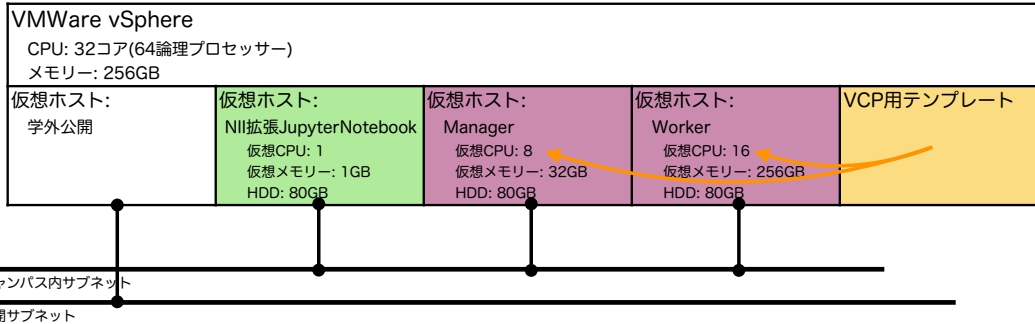 VMWare vSphere
CPU: 32コア(64論理プロセッサー)
メモリー: 256GB
仮想ホスト:
学外公開
仮想ホスト:
NII拡張JupyterNotebook
仮想CPU: 1
仮想メモリー: 1GB
HDD: 80GB
仮想ホスト:
Manager
仮想CPU: 8
仮想メモリー: 32GB
HDD: 80GB
仮想ホスト:
Worker
仮想CPU: 16
仮想メモリー: 256GB
HDD: 80GB
VCP用テンプレート
ャンパス内サブネット
開サブネット